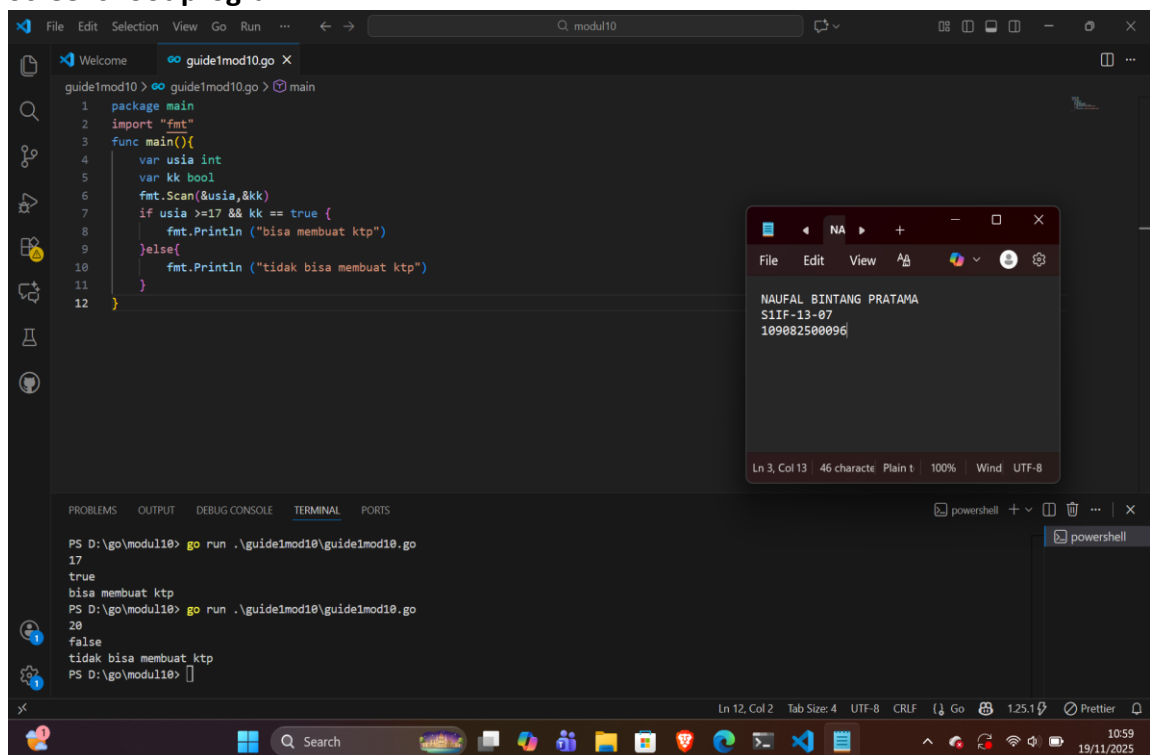 File Edit Selection View Go Run ... modul10
Welcome guide1mod10.go
guide1mod10 > guide1mod10.go > main
1 package main
2 import "fmt"
3 func main(){
4 var usia int
5 var kk bool
6 fmt.Scan(&usia,&kk)
7 if usia >=17 && kk == true {
8 fmt.Println ("bisa membuat ktp")
9 }else{
10 fmt.Println ("tidak bisa membuat ktp")
11 }
12 }
NA
File Edit View
NAUFAL BINTANG PRATAMA
S1IF-13-07
109082500096
Ln 3, Col 13 46 characte Plain t 100% Wind UTF-8
PROBLEMS OUTPUT DEBUG CONSOLE TERMINAL PORTS powershell
powershell
PS D:\go\modul10> go run .\guide1mod10\guide1mod10.go
17
true
bisa membuat ktp
PS D:\go\modul10> go run .\guide1mod10\guide1mod10.go
20
false
tidak bisa membuat ktp
PS D:\go\modul10>
Ln 12, Col 2 Tab Size: 4 UTF-8 CRLF Go 1.25.1 Prettier
Search
10:59
19/11/2025